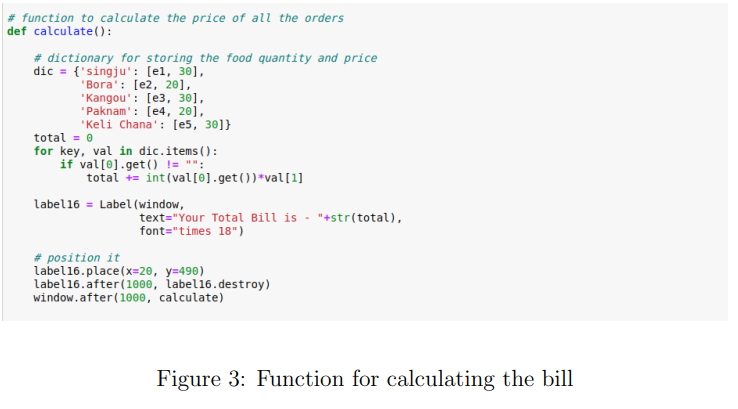 # function to calculate the price of all the orders
def calculate():
    # dictionary for storing the food quantity and price
    dic = {'singju': [e1, 30],
           'Bora': [e2, 20],
           'Kangou': [e3, 30],
           'Paknam': [e4, 20],
           'Keli Chana': [e5, 30]}
    total = 0
    for key, val in dic.items():
        if val[0].get() != "":
            total += int(val[0].get())*val[1]
    label16 = Label(window,
                    text="Your Total Bill is - "+str(total),
                    font="times 18")
    # position it
    label16.place(x=20, y=490)
    label16.after(1000, label16.destroy)
    window.after(1000, calculate)
Figure 3: Function for calculating the bill